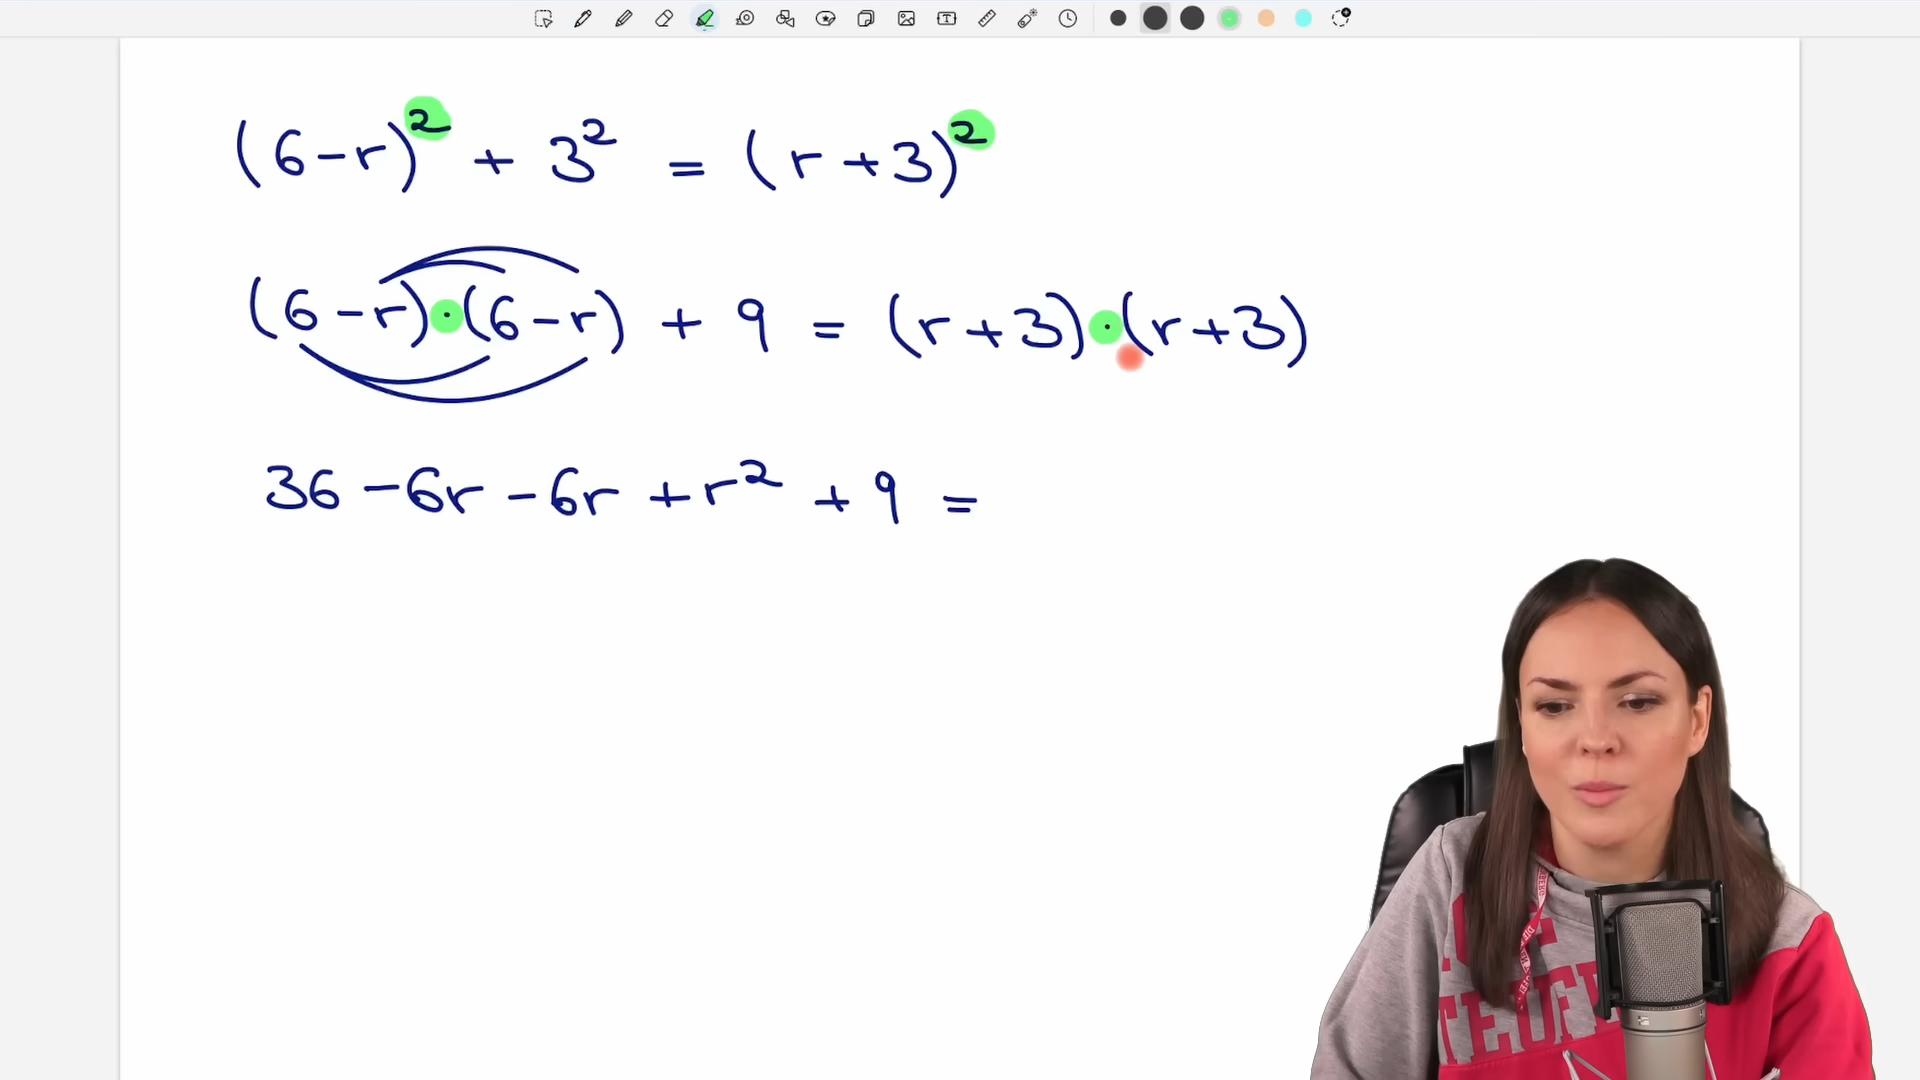 (6-r)² + 3² = (r+3)²
(6-r)·(6-r) + 9 = (r+3)·(r+3)
36 -6r -6r +r² + 9 =